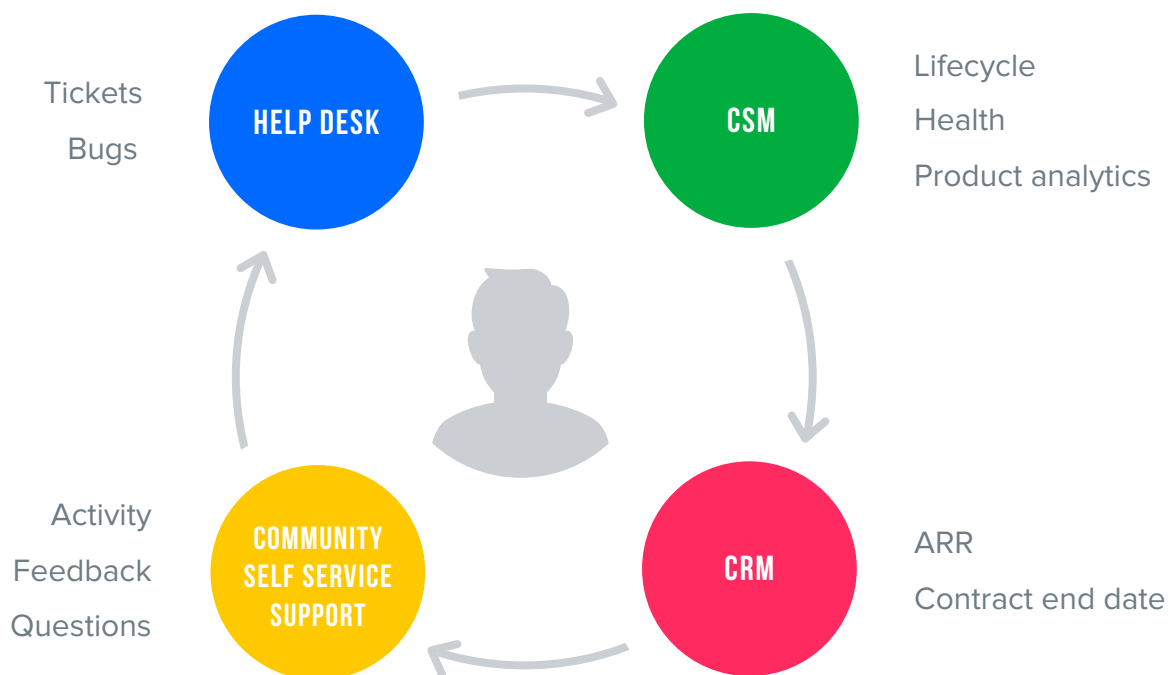 Tickets
Bugs
HELP DESK
CSM
Lifecycle
Health
Product analytics
Activity
Feedback
Questions
COMMUNITY
SELF SERVICE
SUPPORT
CRM
ARR
Contract end date